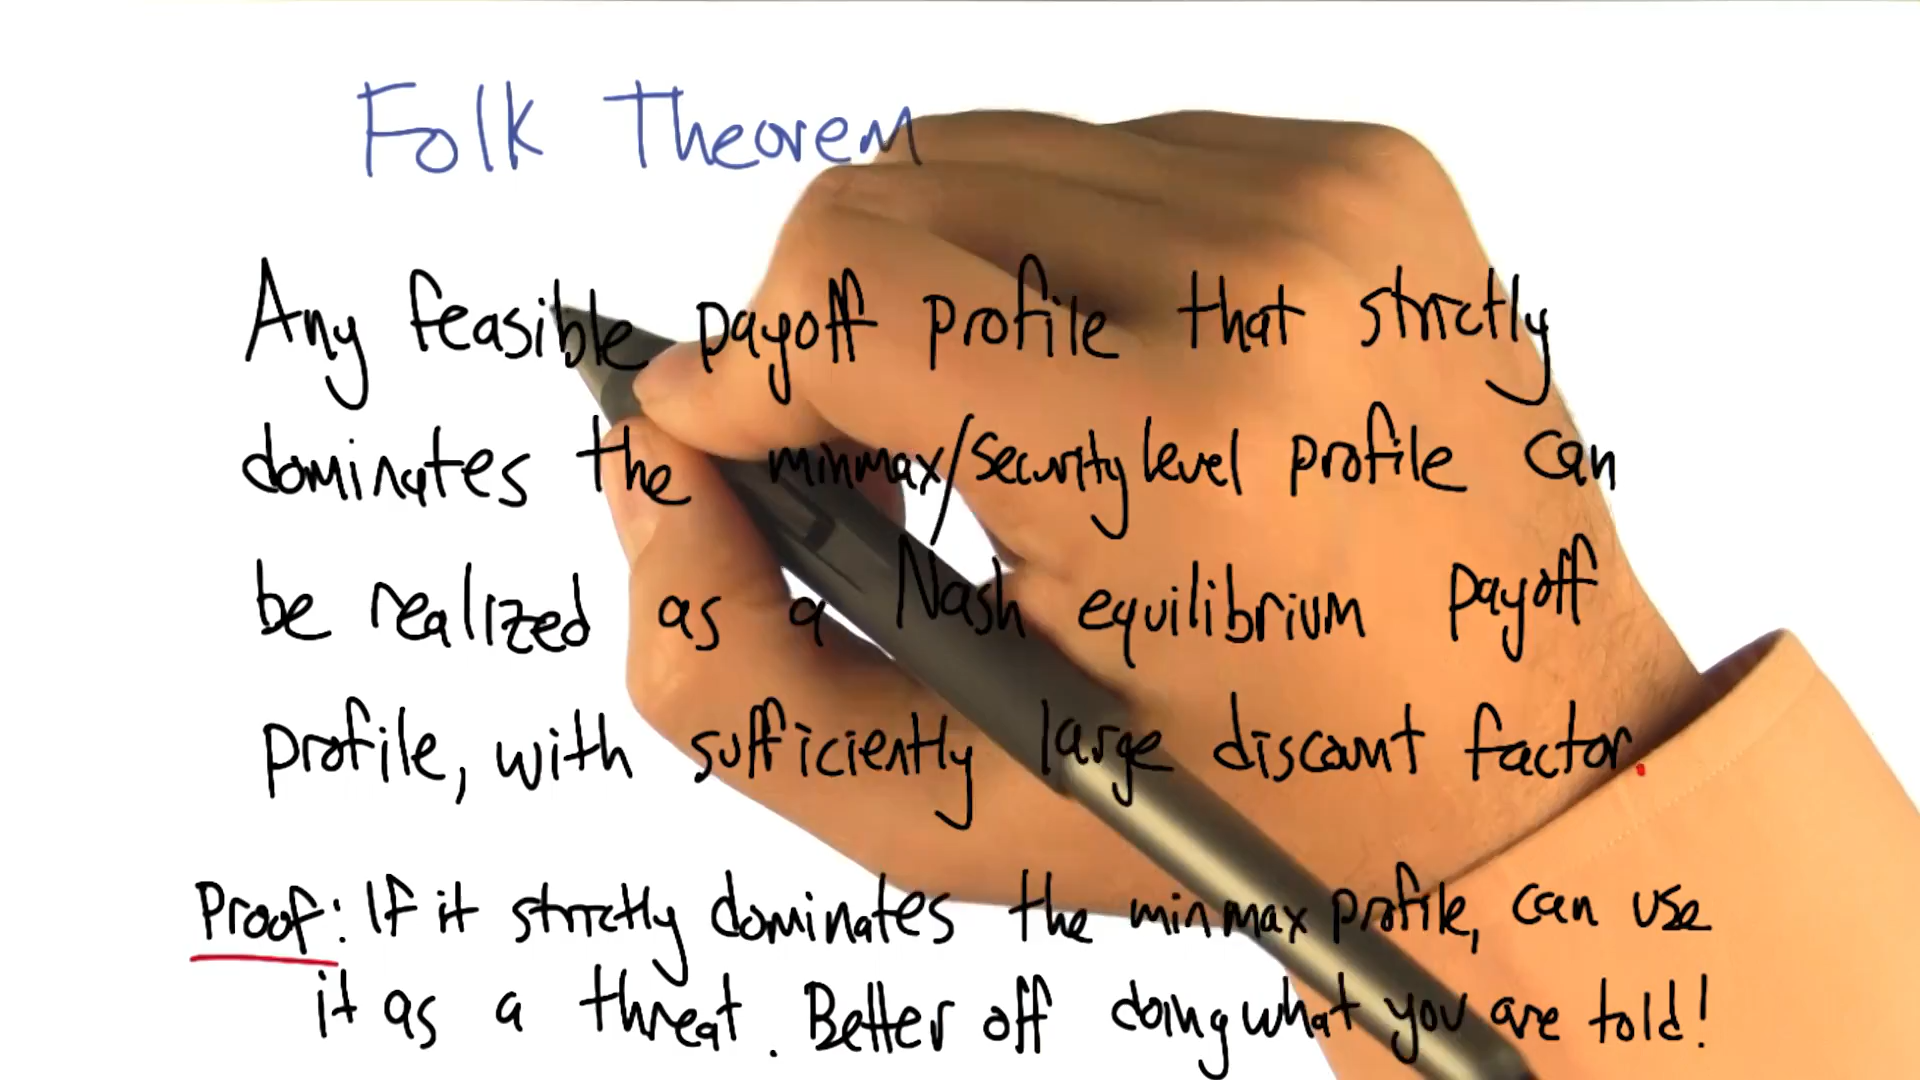 Folk Theorem
Any feasible payoff profile that strictly
dominates the minmax/security level profile can
be realized as a Nash equilibrium payoff
profile, with sufficiently large discount factor.
Proof: If it strictly dominates the minmax profile, can use
it as a threat. Better off doing what you are told!